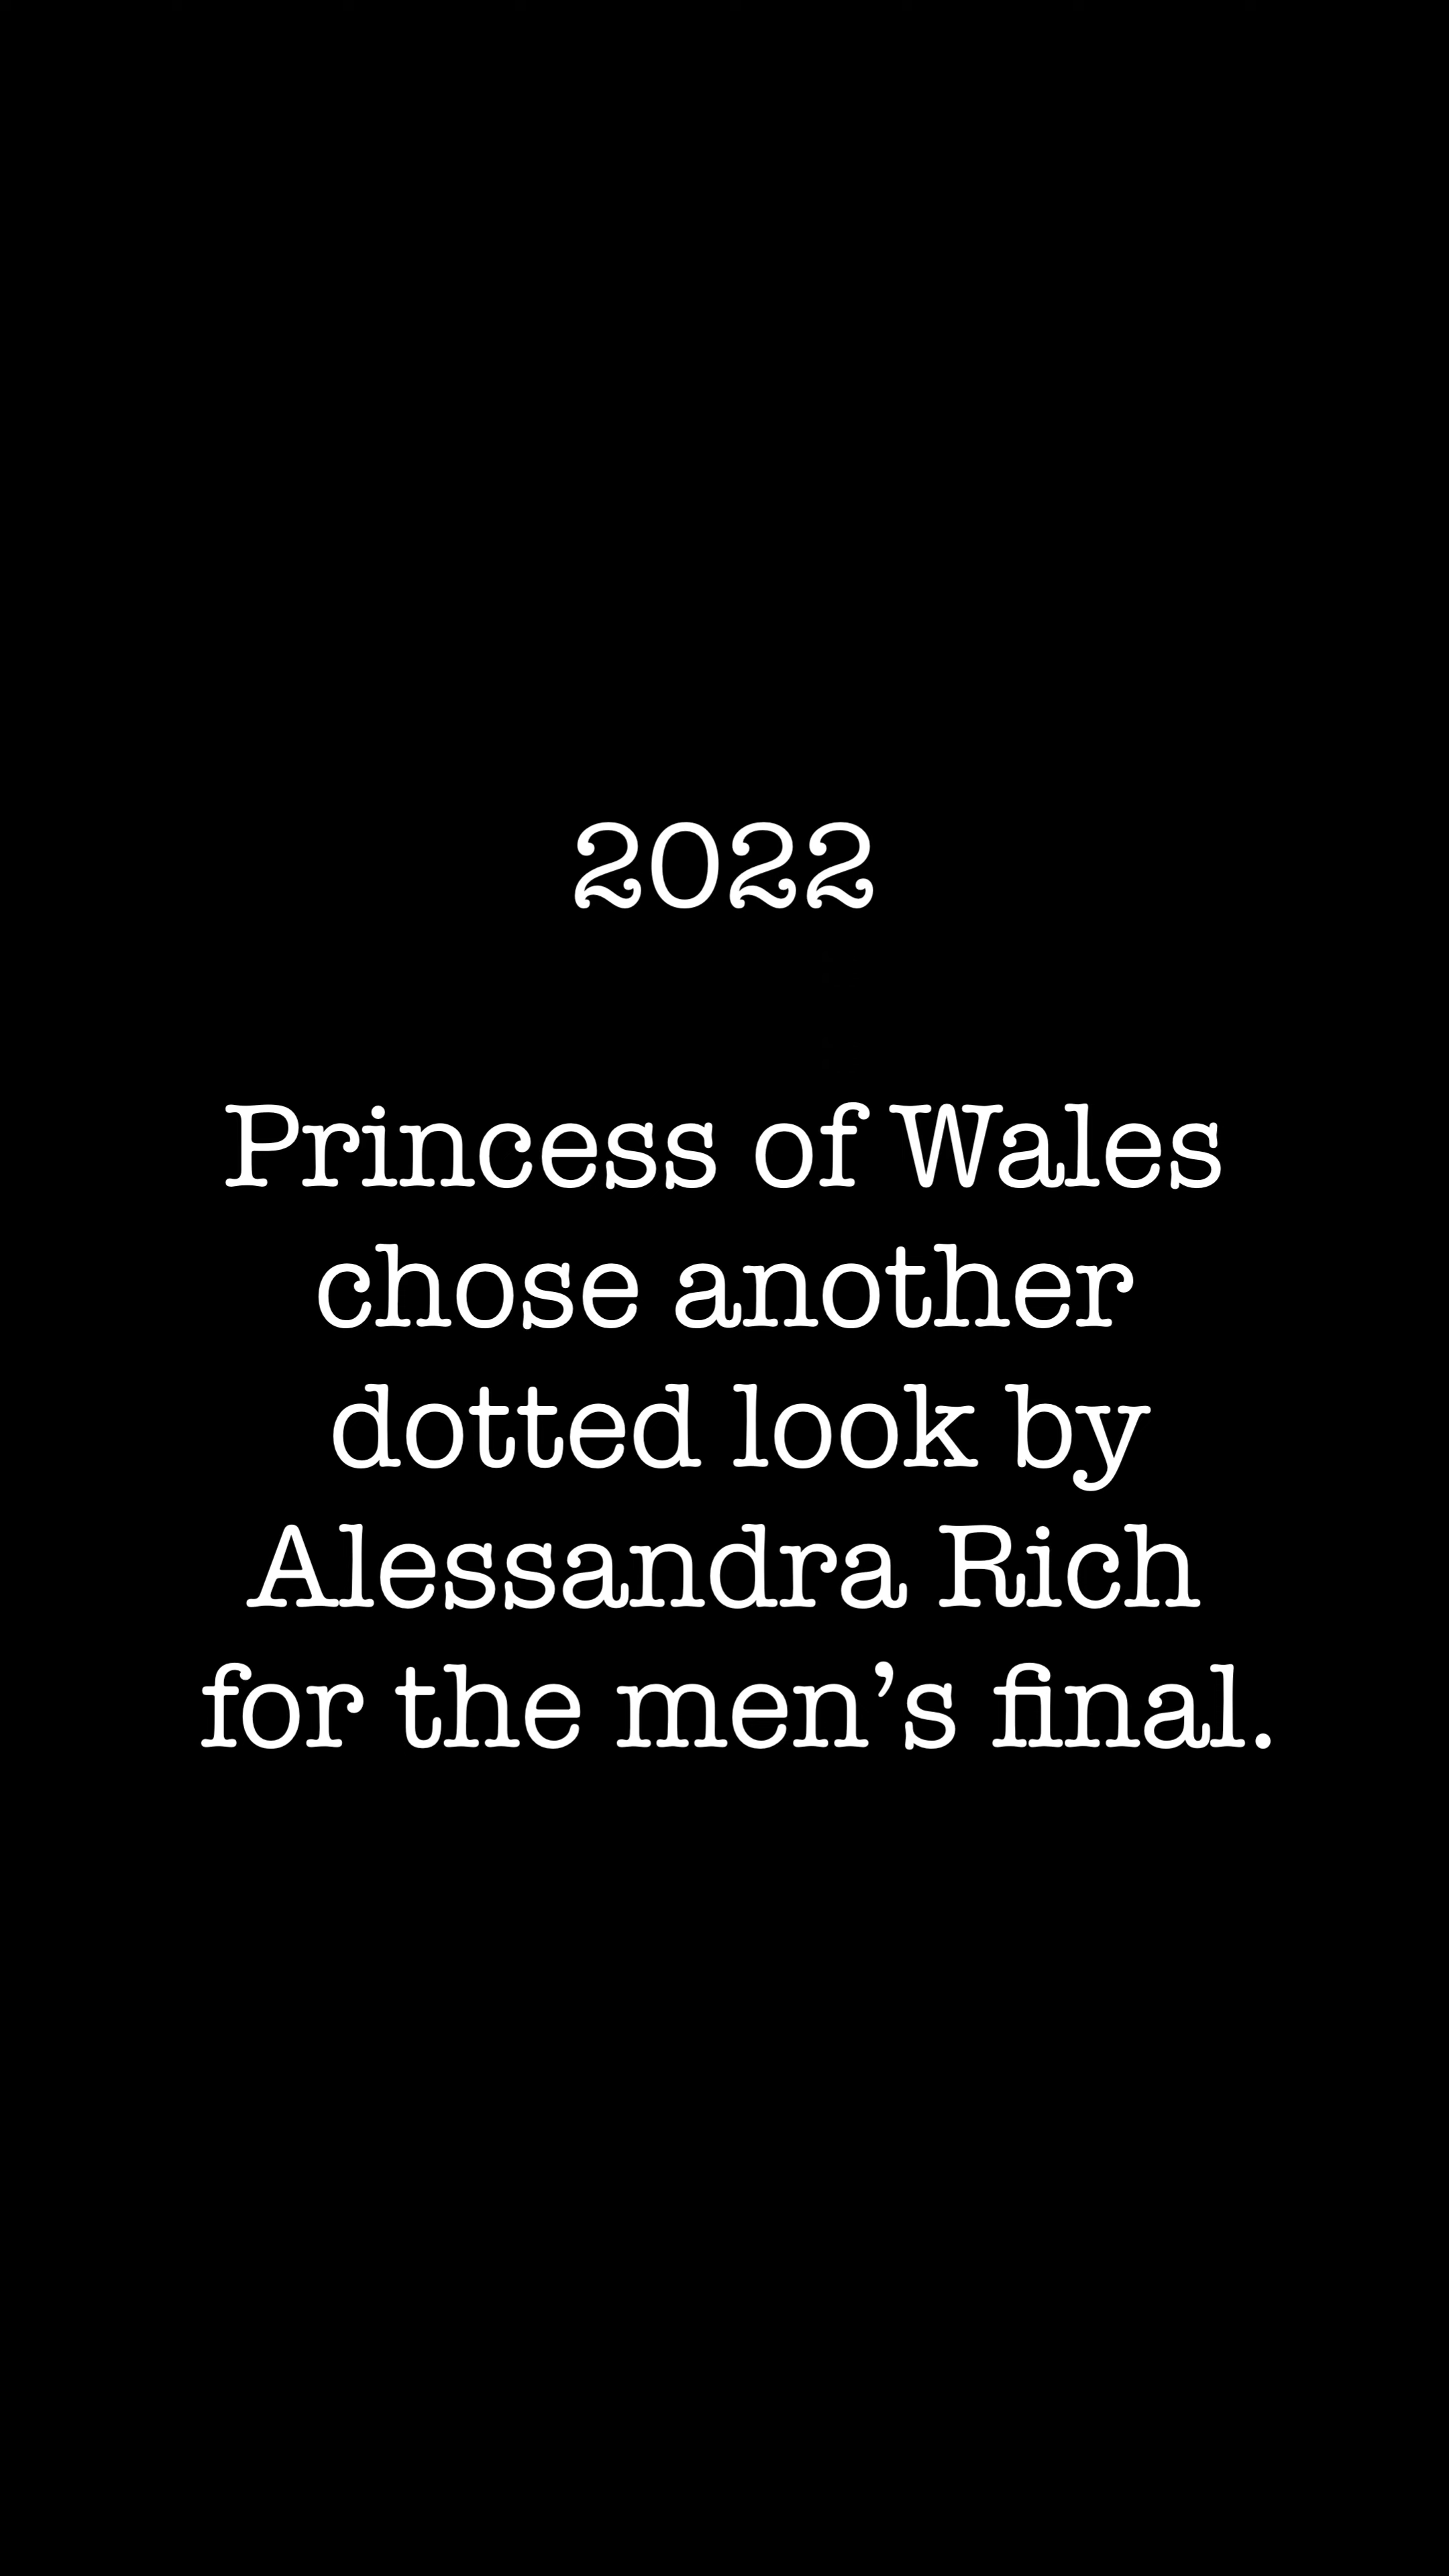 2022
Princess of Wales
chose another
dotted look by
Alessandra Rich
for the men’s final.